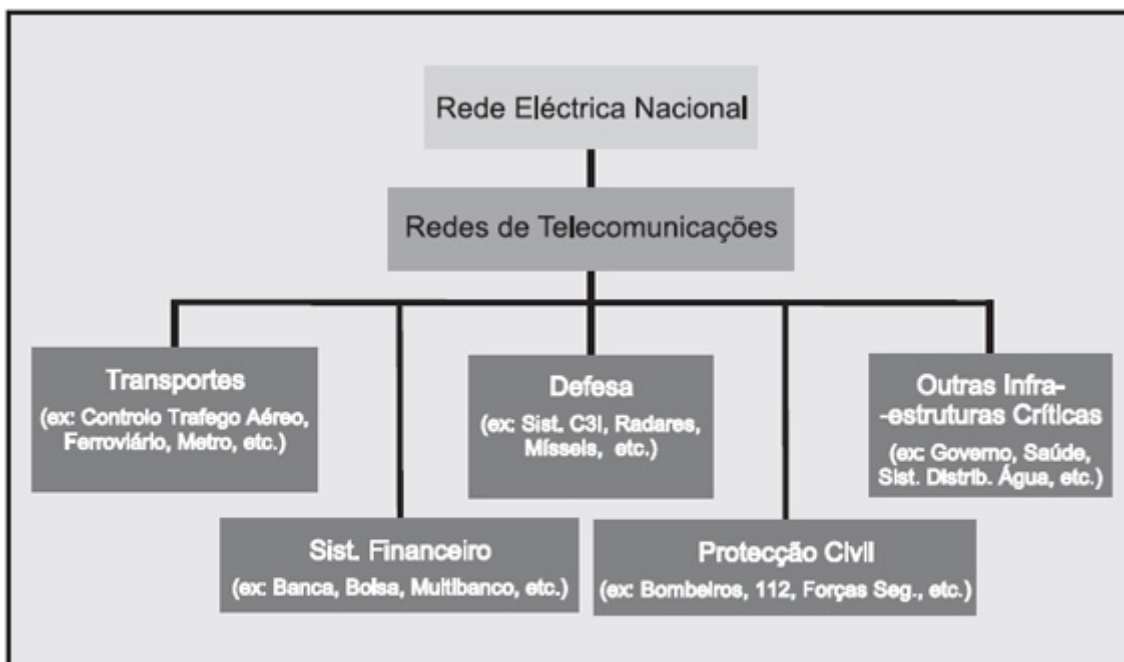 Rede Eléctrica Nacional
Redes de Telecomunicações
Transportes
(ex: Controlo Trafego Aéreo,
Ferroviário, Metro, etc.)
Defesa
(ex: Sist. C3I, Radares,
Mísseis, etc.)
Outras Infra-
-estruturas Críticas
(ex: Governo, Saúde,
Sist. Distrib. Água, etc.)
Sist. Financeiro
(ex: Banca, Bolsa, Multibanco, etc.)
Protecção Civil
(ex: Bombeiros, 112, Forças Seg., etc.)